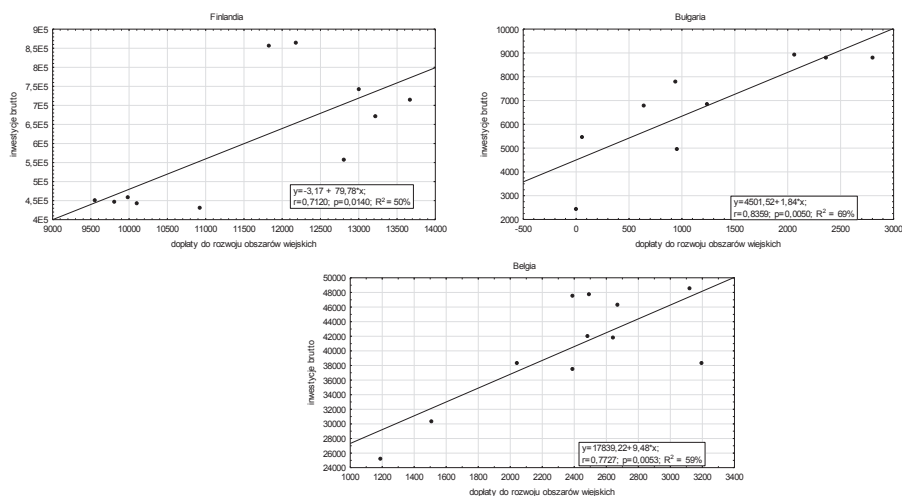 Finlandia
9E5
8,5E5
8E5
7,5E5
7E5
6,5E5
6E5
5,5E5
5E5
4,5E5
4E5
inwestycje brutto
9000 9500 10000 10500 11000 11500 12000 12500 13000 13500 14000
dopłaty do rozwoju obszarów wiejskich
y=-3,17 + 79,78*x;
r=0,7120; p=0,0140; R² = 50%
Bułgaria
10000
9000
8000
7000
6000
5000
4000
3000
2000
inwestycje brutto
-500 0 500 1000 1500 2000 2500 3000
dopłaty do rozwoju obszarów wiejskich
y=4501,52+1,84*x;
r=0,8359; p=0,0050; R² = 69%
Belgia
50000
48000
46000
44000
42000
40000
38000
36000
34000
32000
30000
28000
26000
24000
inwestycje brutto
1000 1200 1400 1600 1800 2000 2200 2400 2600 2800 3000 3200 3400
dopłaty do rozwoju obszarów wiejskich
y=17839,22+9,48*x;
r=0,7727; p=0,0053; R² = 59%